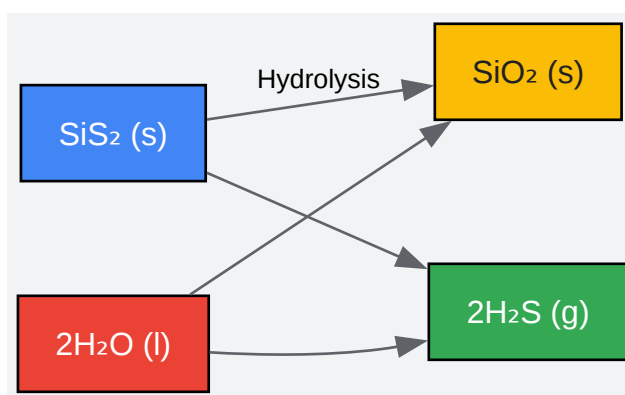 SiO₂ (s)
Hydrolysis
SiS₂ (s)
2H₂S (g)
2H₂O (l)